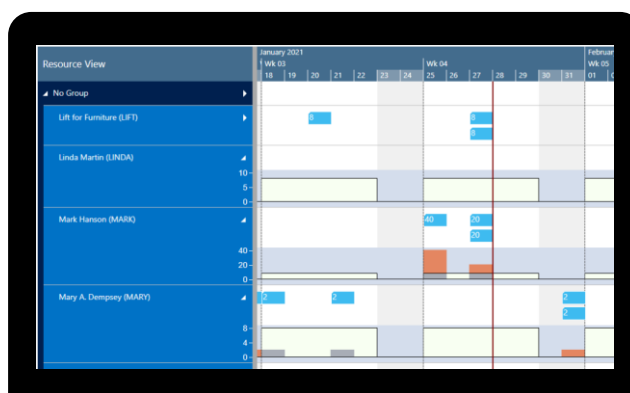 January 2021
Februar
Resource View
Wk 03
Wk 04
Wk 05
18 19 20 21 22 23 24 25 26 27 28 29 30 31 01
No Group
Lift for Furniture (LIFT)
8
8
8
Linda Martin (LINDA)
10
5
0
Mark Hanson (MARK)
40
20
20
40
20
0
Mary A. Dempsey (MARY)
2
2
2
2
8
4
0